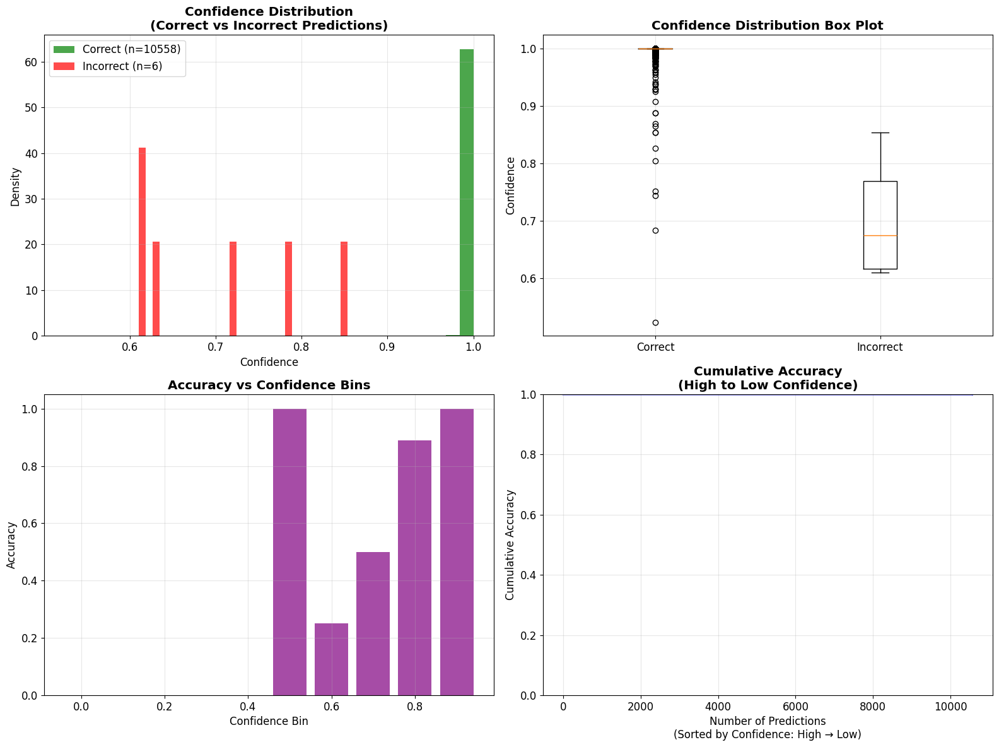 Confidence Distribution
(Correct vs Incorrect Predictions)
Correct (n=10558)
Incorrect (n=6)
60
50
40
30
20
10
0
Density
0.6 0.7 0.8 0.9 1.0
Confidence
Confidence Distribution Box Plot
1.0
0.9
0.8
0.7
0.6
Confidence
Correct Incorrect
Accuracy vs Confidence Bins
1.0
0.8
0.6
0.4
0.2
0.0
Accuracy
0.0 0.2 0.4 0.6 0.8
Confidence Bin
Cumulative Accuracy
(High to Low Confidence)
1.0
0.8
0.6
0.4
0.2
0.0
Cumulative Accuracy
0 2000 4000 6000 8000 10000
Number of Predictions
(Sorted by Confidence: High → Low)